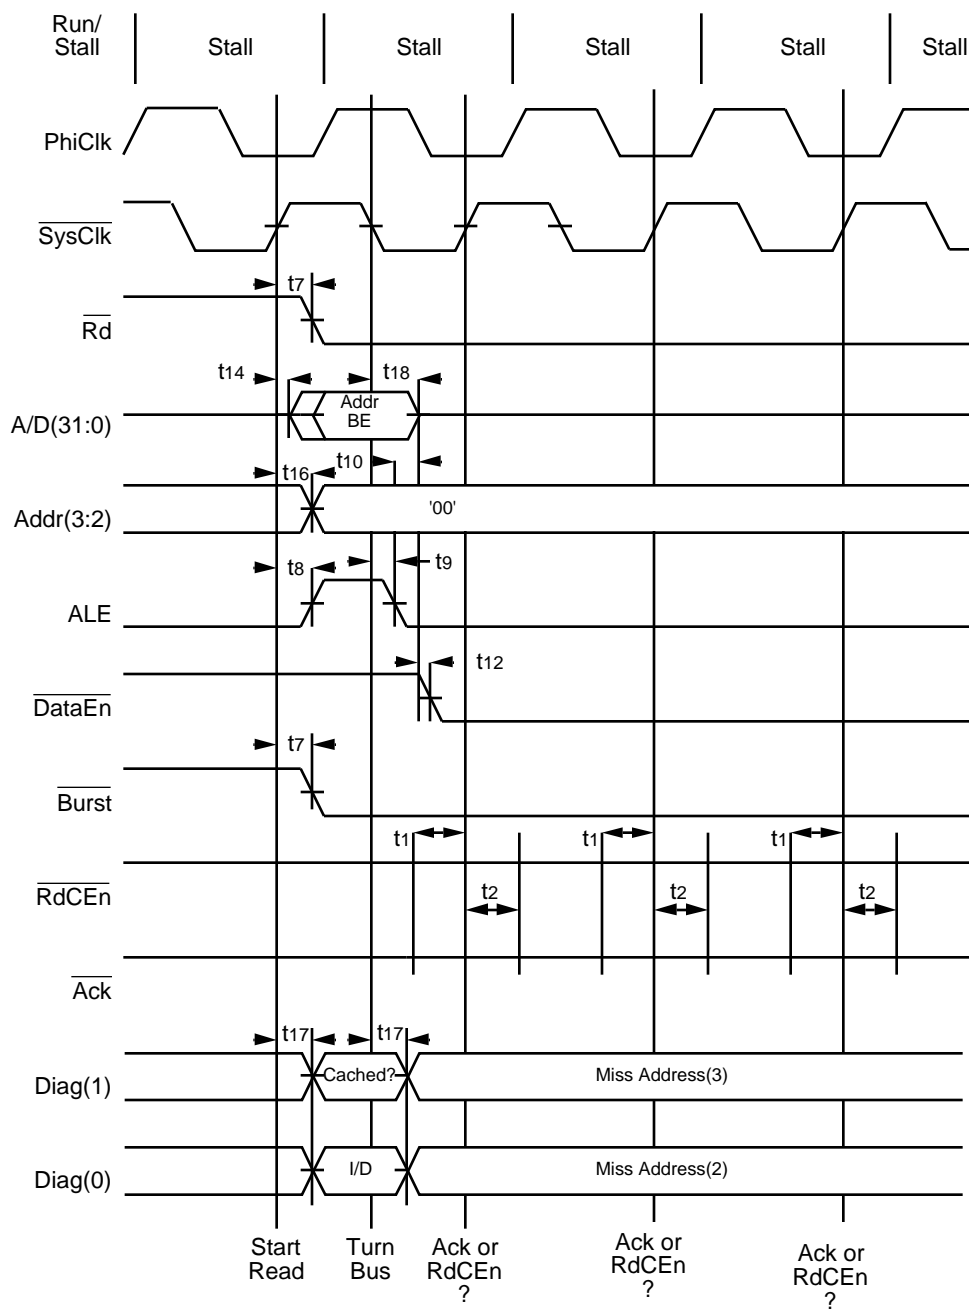 Run/
Stall
Stall
Stall
Stall
Stall
Stall
PhiClk
SysClk
t7
Rd
t14
t18
Addr
BE
A/D(31:0)
t16
t10
'00'
Addr(3:2)
t8
t9
ALE
t12
DataEn
t7
Burst
t1
t1
t1
RdCEn
t2
t2
t2
Ack
t17
t17
Cached?
Miss Address(3)
Diag(1)
I/D
Miss Address(2)
Diag(0)
Start
Read
Turn
Bus
Ack or
RdCEn
?
Ack or
RdCEn
?
Ack or
RdCEn
?